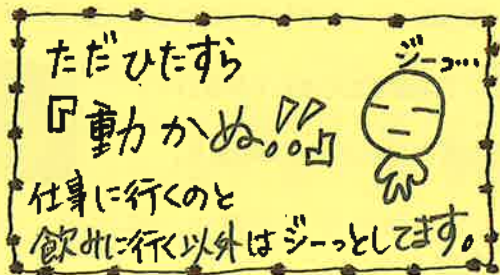 ただひたすら
『動かぬ!!』
ジーっ…
仕事に行くのと
飲みに行く以外はジーっとしてます。